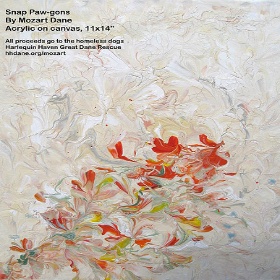 Snap Paw-gons
By Mozart Dane
Acrylic on canvas, 11x14"
All proceeds go to the homeless dogs
Harlequin Haven Great Dane Rescue
hhdane.org/mozart